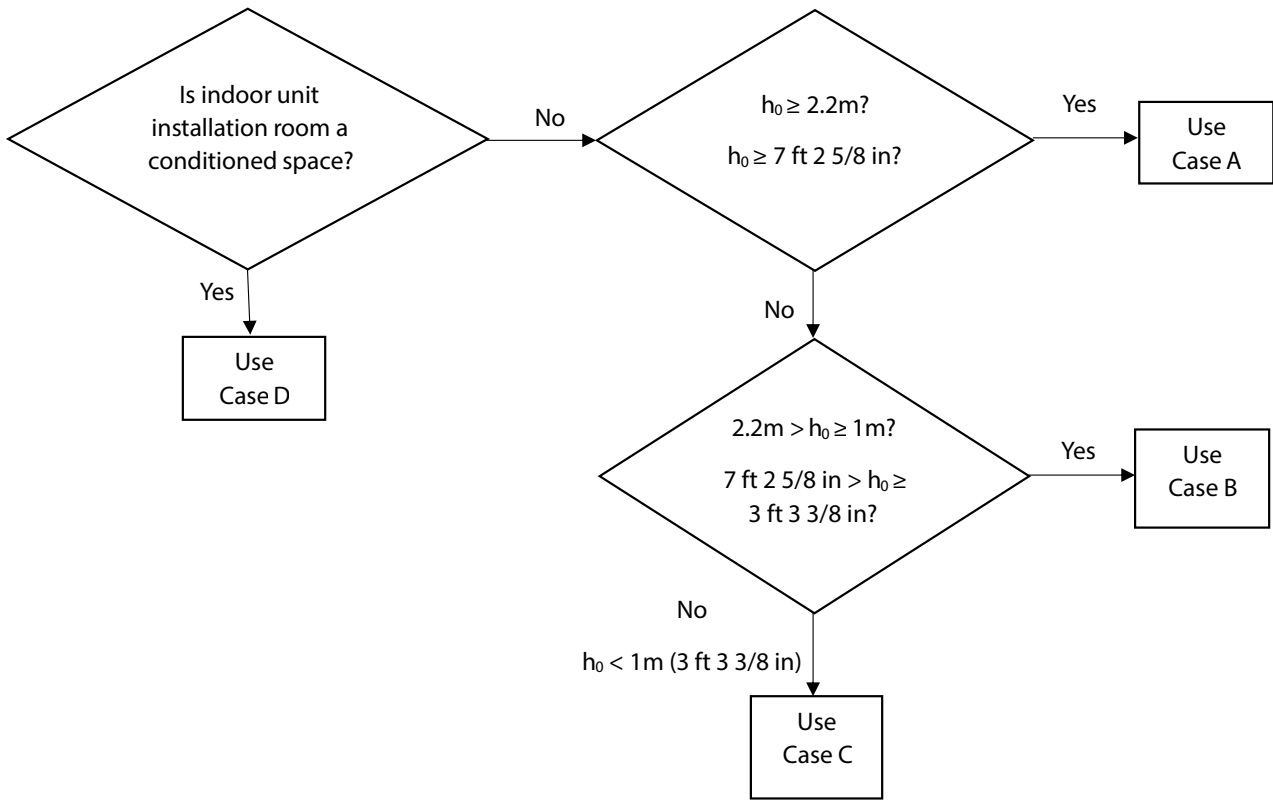 Is indoor unit
installation room a
conditioned space?
No
Yes
Use
Case D
h₀ ≥ 2.2m?
h₀ ≥ 7 ft 2 5/8 in?
Yes
Use
Case A
No
2.2m > h₀ ≥ 1m?
7 ft 2 5/8 in > h₀ ≥
3 ft 3 3/8 in?
Yes
Use
Case B
No
h₀ < 1m (3 ft 3 3/8 in)
Use
Case C